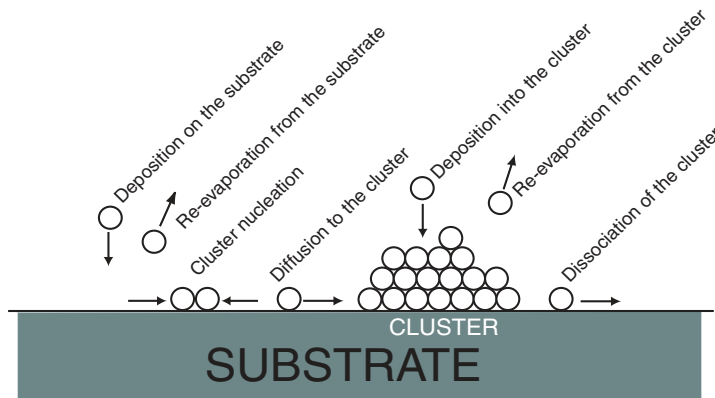 Deposition on the substrate
Re-evaporation from the substrate
Cluster nucleation
Diffusion to the cluster
Deposition into the cluster
Re-evaporation from the cluster
Dissociation of the cluster
CLUSTER
SUBSTRATE